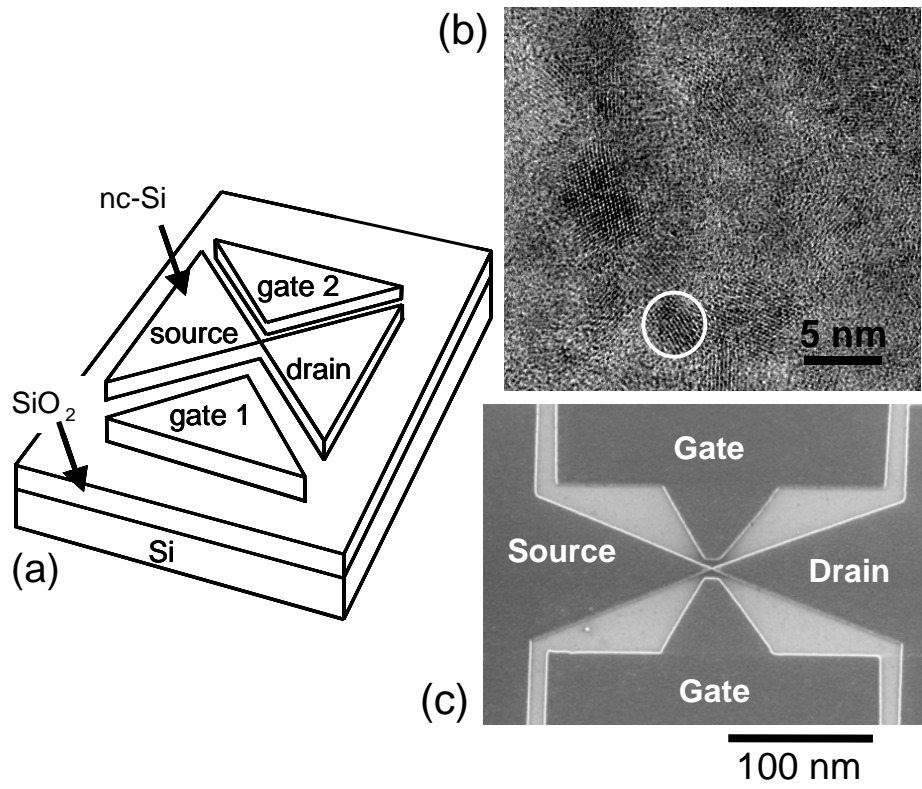 (a)
nc-Si
SiO2
source
gate 2
drain
gate 1
Si
(b)
5 nm
(c)
Gate
Source
Drain
Gate
100 nm